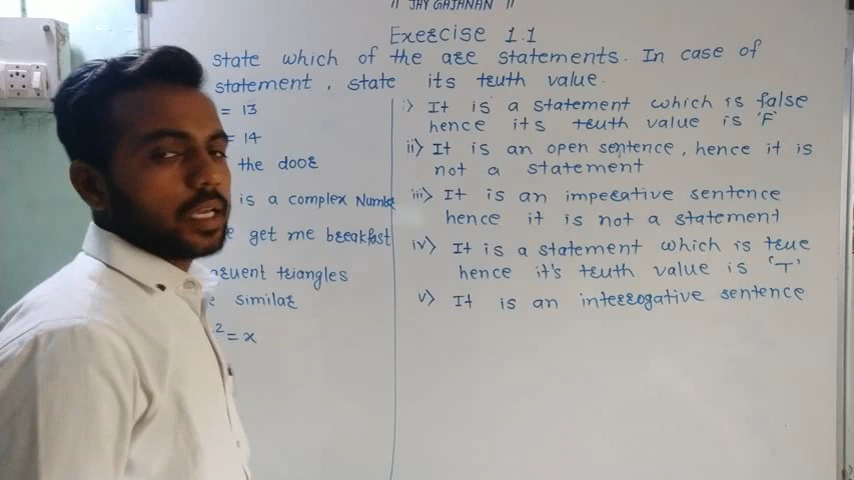 || JAY GAJANAN ||
Exercise 1.1
state which of the are statements. In case of
statement, state its truth value.
= 13
= 14
the door
is a complex Numbe
get me breakfast
triangles
similar
2 = x
i) It is a statement which is false
hence its truth value is 'F'
ii) It is an open sentence, hence it is
not a statement
iii) It is an imperative sentence
hence it is not a statement
iv) It is a statement which is true
hence it's truth value is 'T'
v) It is an interrogative sentence